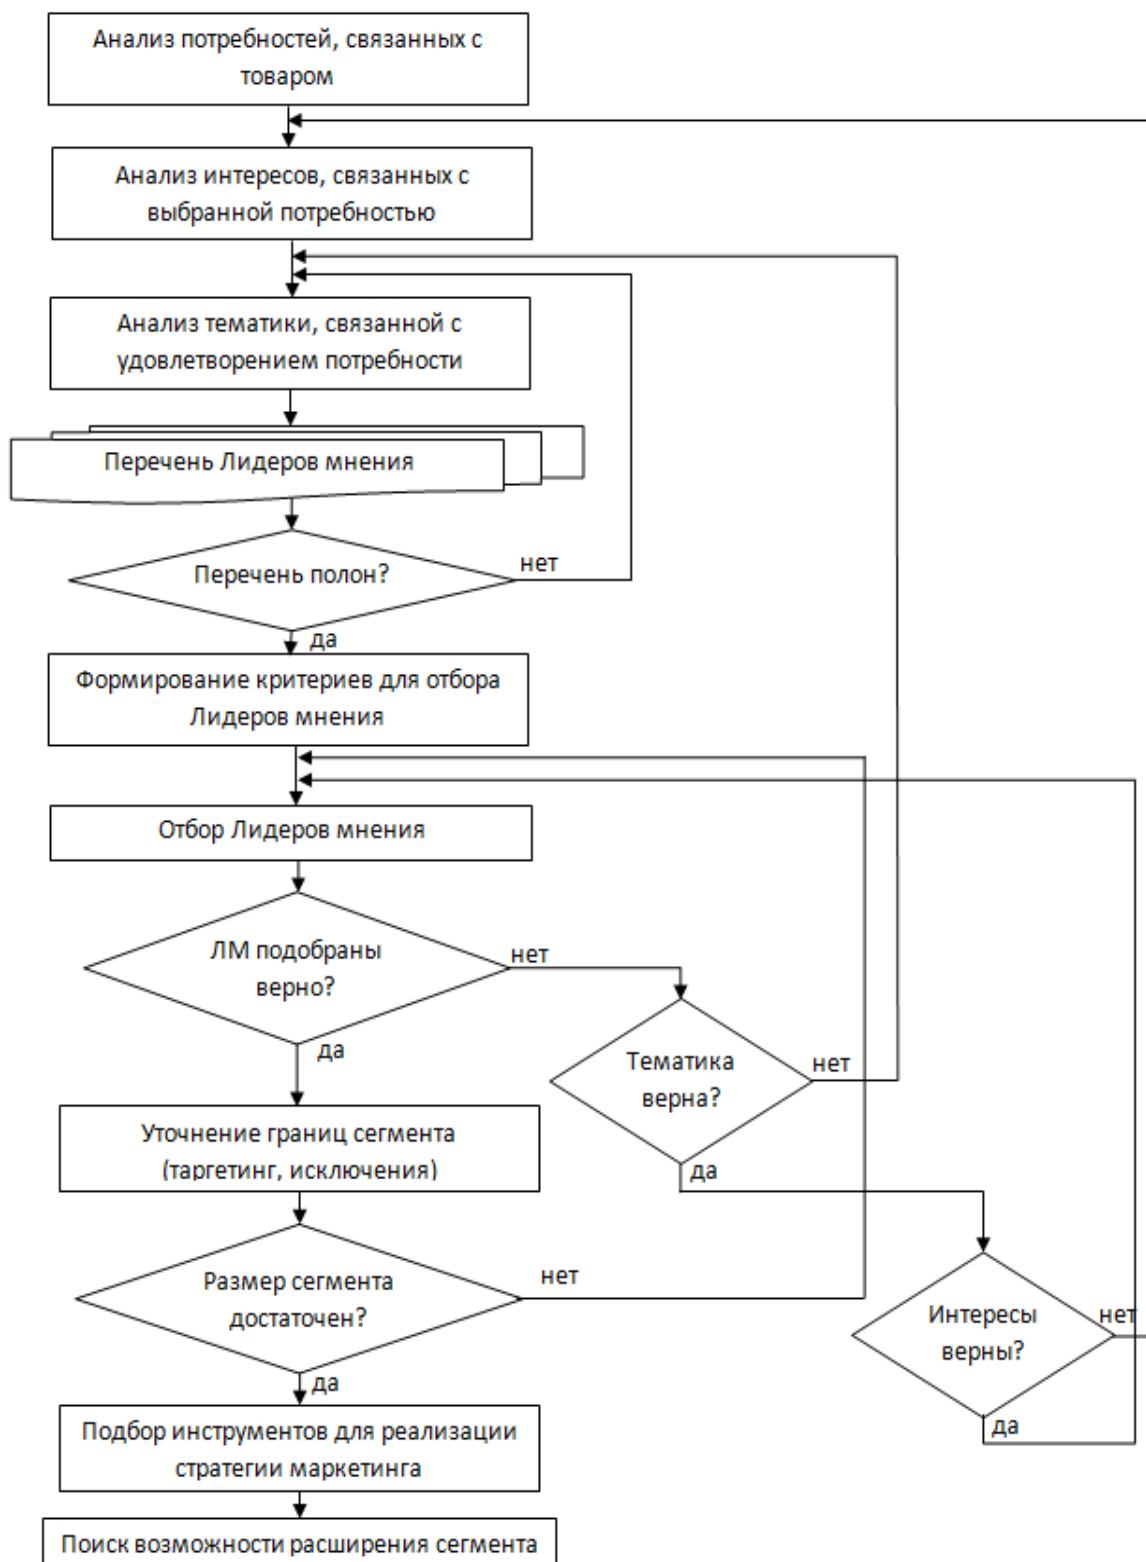 Анализ потребностей, связанных с
товаром
Анализ интересов, связанных с
выбранной потребностью
Анализ тематики, связанной с
удовлетворением потребности
Перечень Лидеров мнения
Перечень полон?
нет
да
Формирование критериев для отбора
Лидеров мнения
Отбор Лидеров мнения
ЛМ подобраны
верно?
нет
да
Тематика
верна?
нет
да
Уточнение границ сегмента
(таргетинг, исключения)
Размер сегмента
достаточен?
нет
да
Интересы
верны?
нет
да
Подбор инструментов для реализации
стратегии маркетинга
Поиск возможности расширения сегмента